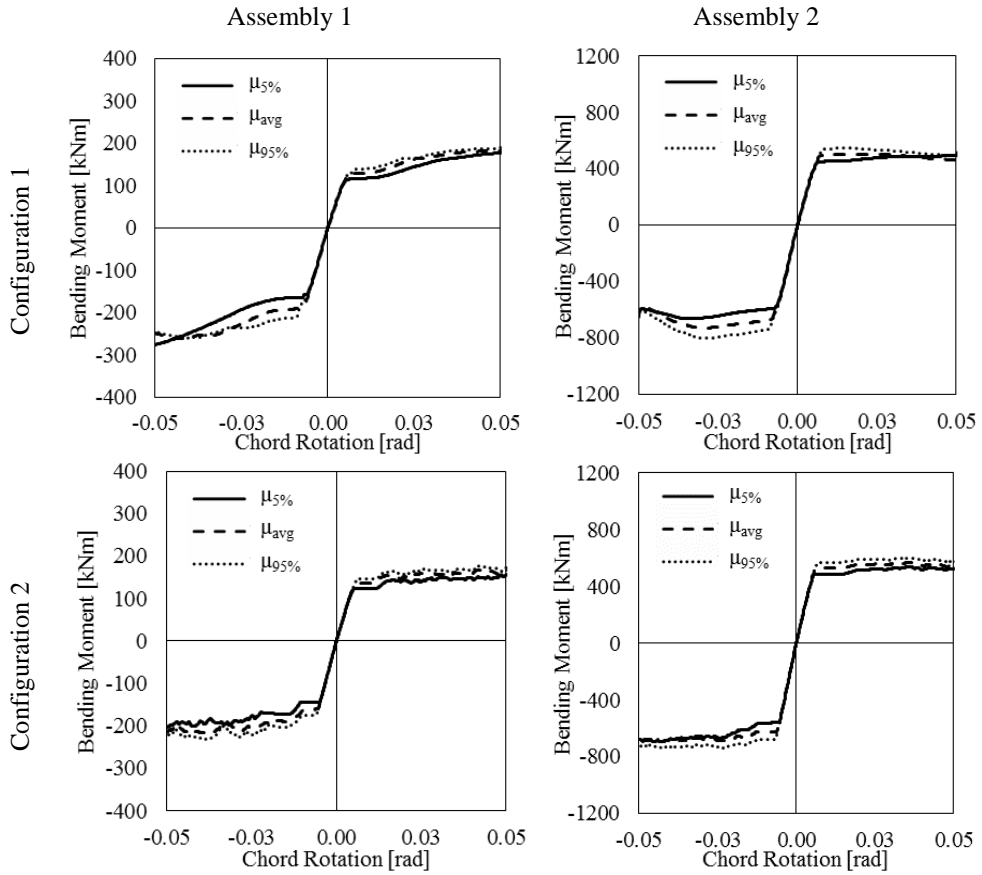 Assembly 1
Assembly 2
Configuration 1
Bending Moment [kNm]
400
300
200
100
0
-100
-200
-300
-400
μ5%
μavg
μ95%
-0.05
-0.03
0.00
0.03
0.05
Chord Rotation [rad]
Bending Moment [kNm]
1200
800
400
0
-400
-800
-1200
μ5%
μavg
μ95%
-0.05
-0.03
0.00
0.03
0.05
Chord Rotation [rad]
Configuration 2
Bending Moment [kNm]
400
300
200
100
0
-100
-200
-300
-400
μ5%
μavg
μ95%
-0.05
-0.03
0.00
0.03
0.05
Chord Rotation [rad]
Bending Moment [kNm]
1200
800
400
0
-400
-800
-1200
μ5%
μavg
μ95%
-0.05
-0.03
0.00
0.03
0.05
Chord Rotation [rad]